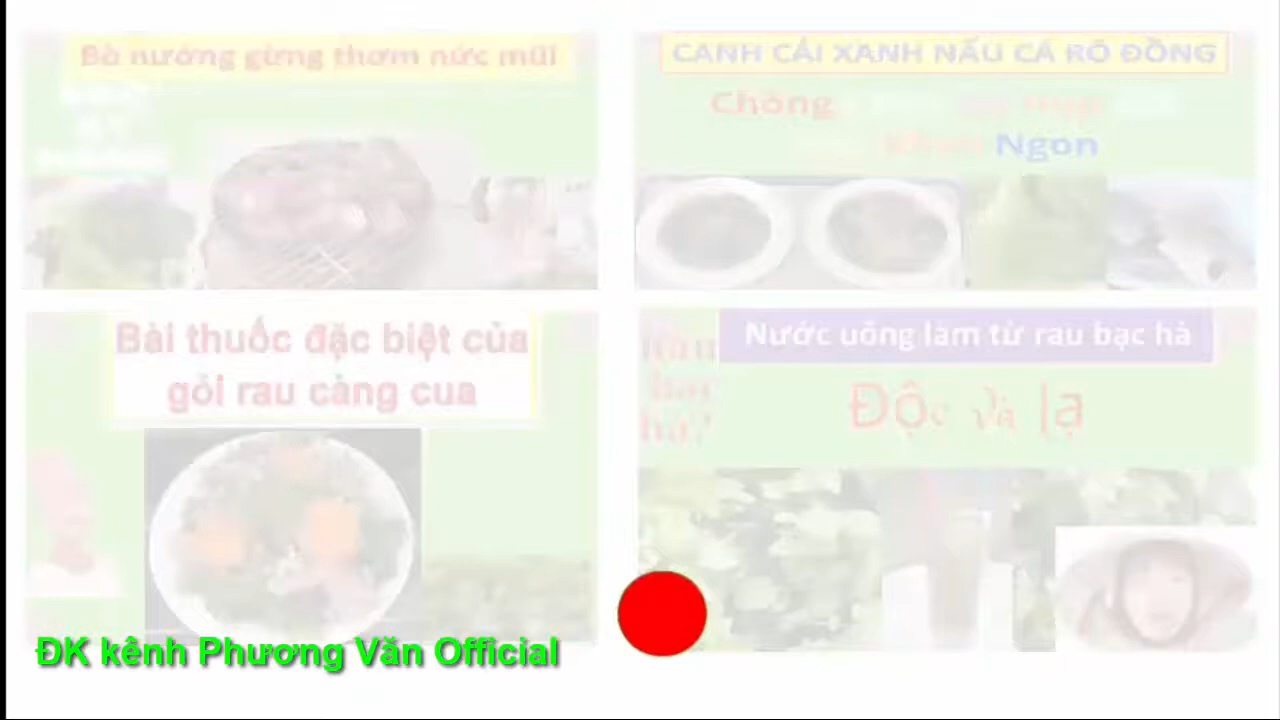 Bò nướng gừng thơm nức mũi
CANH CẢI XANH NẤU CÁ RÔ ĐỒNG
Chồng
Ngon
Bài thuốc đặc biệt của
gỏi rau càng cua
Nước uống làm từ rau bạc hà
Độc và lạ
ĐK kênh Phương Văn Official